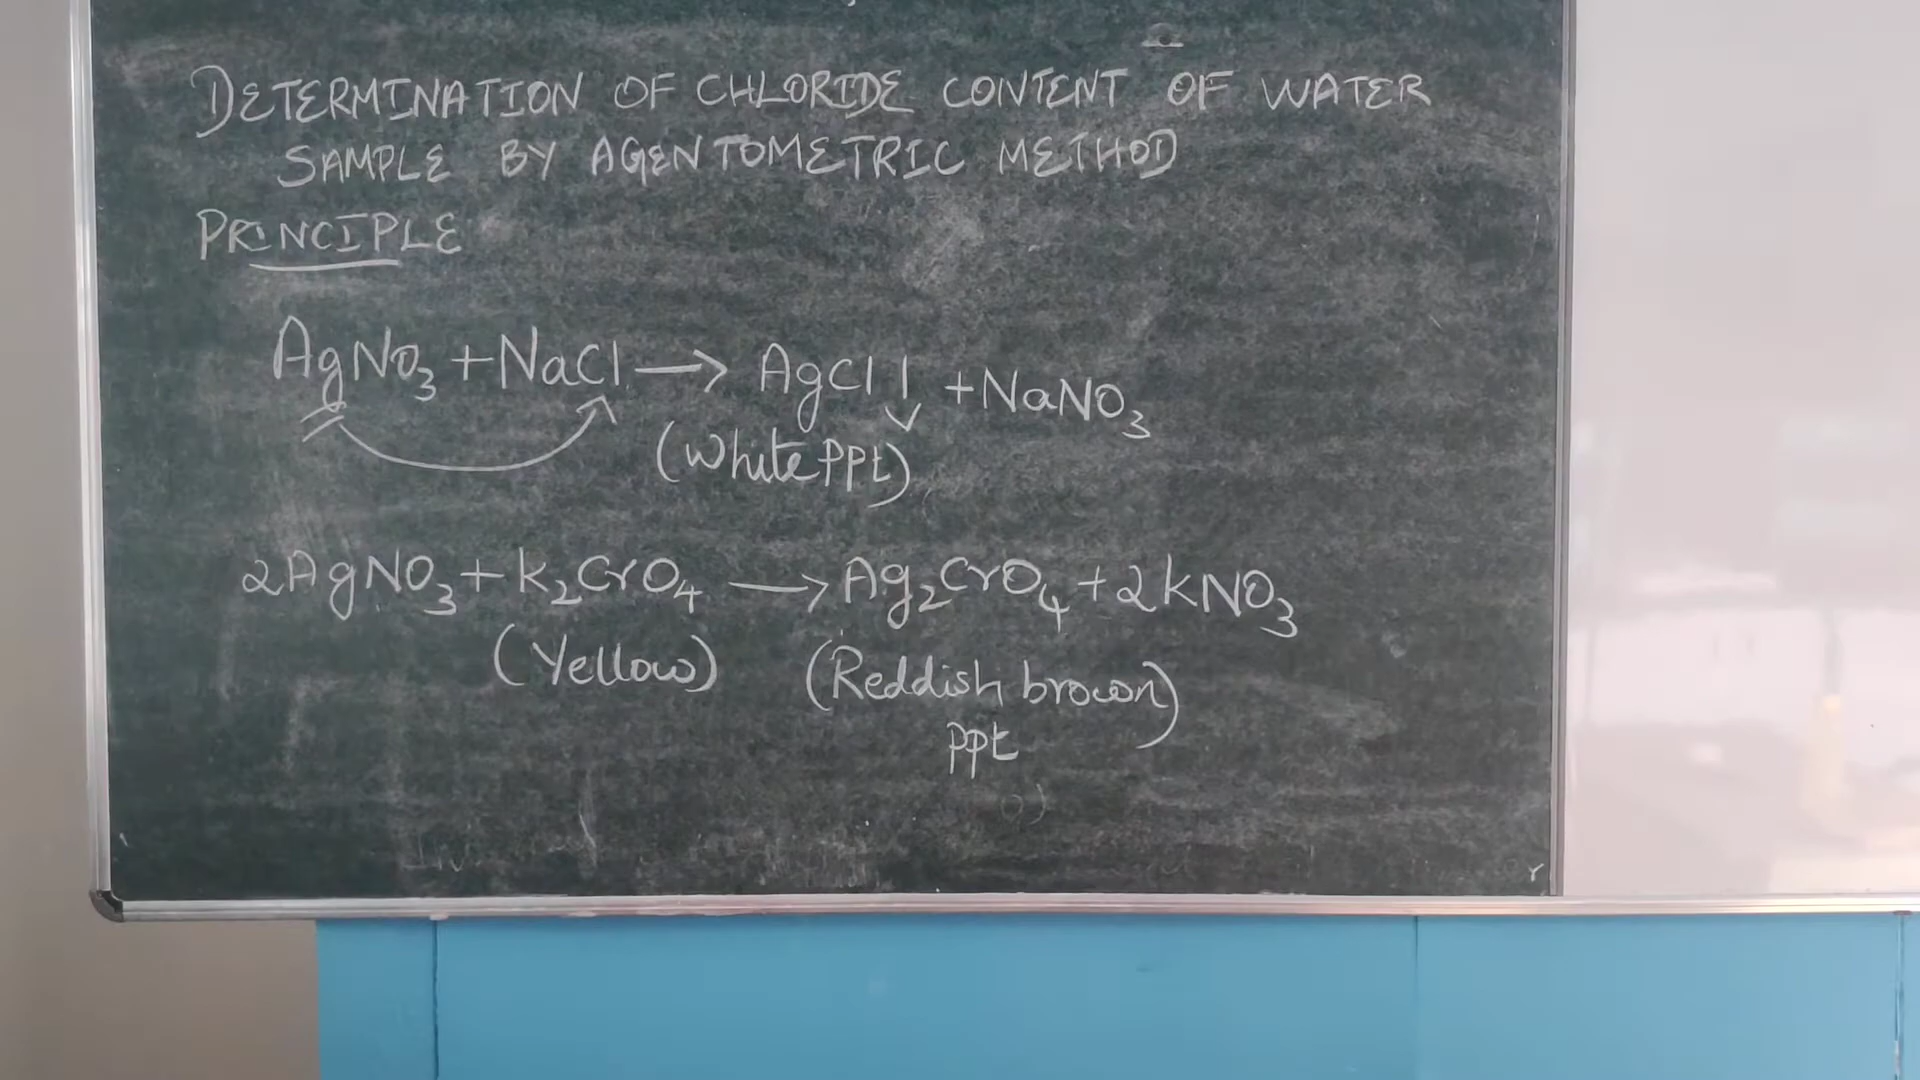 DETERMINATION OF CHLORIDE CONTENT OF WATER
SAMPLE BY AGENTOMETRIC METHOD
PRINCIPLE
AgNO₃ + NaCl → AgCl↓ + NaNO₃
(White PPt)
2AgNO₃ + K₂CrO₄ → Ag₂CrO₄ + 2KNO₃
(Yellow) (Reddish brown)
PPt